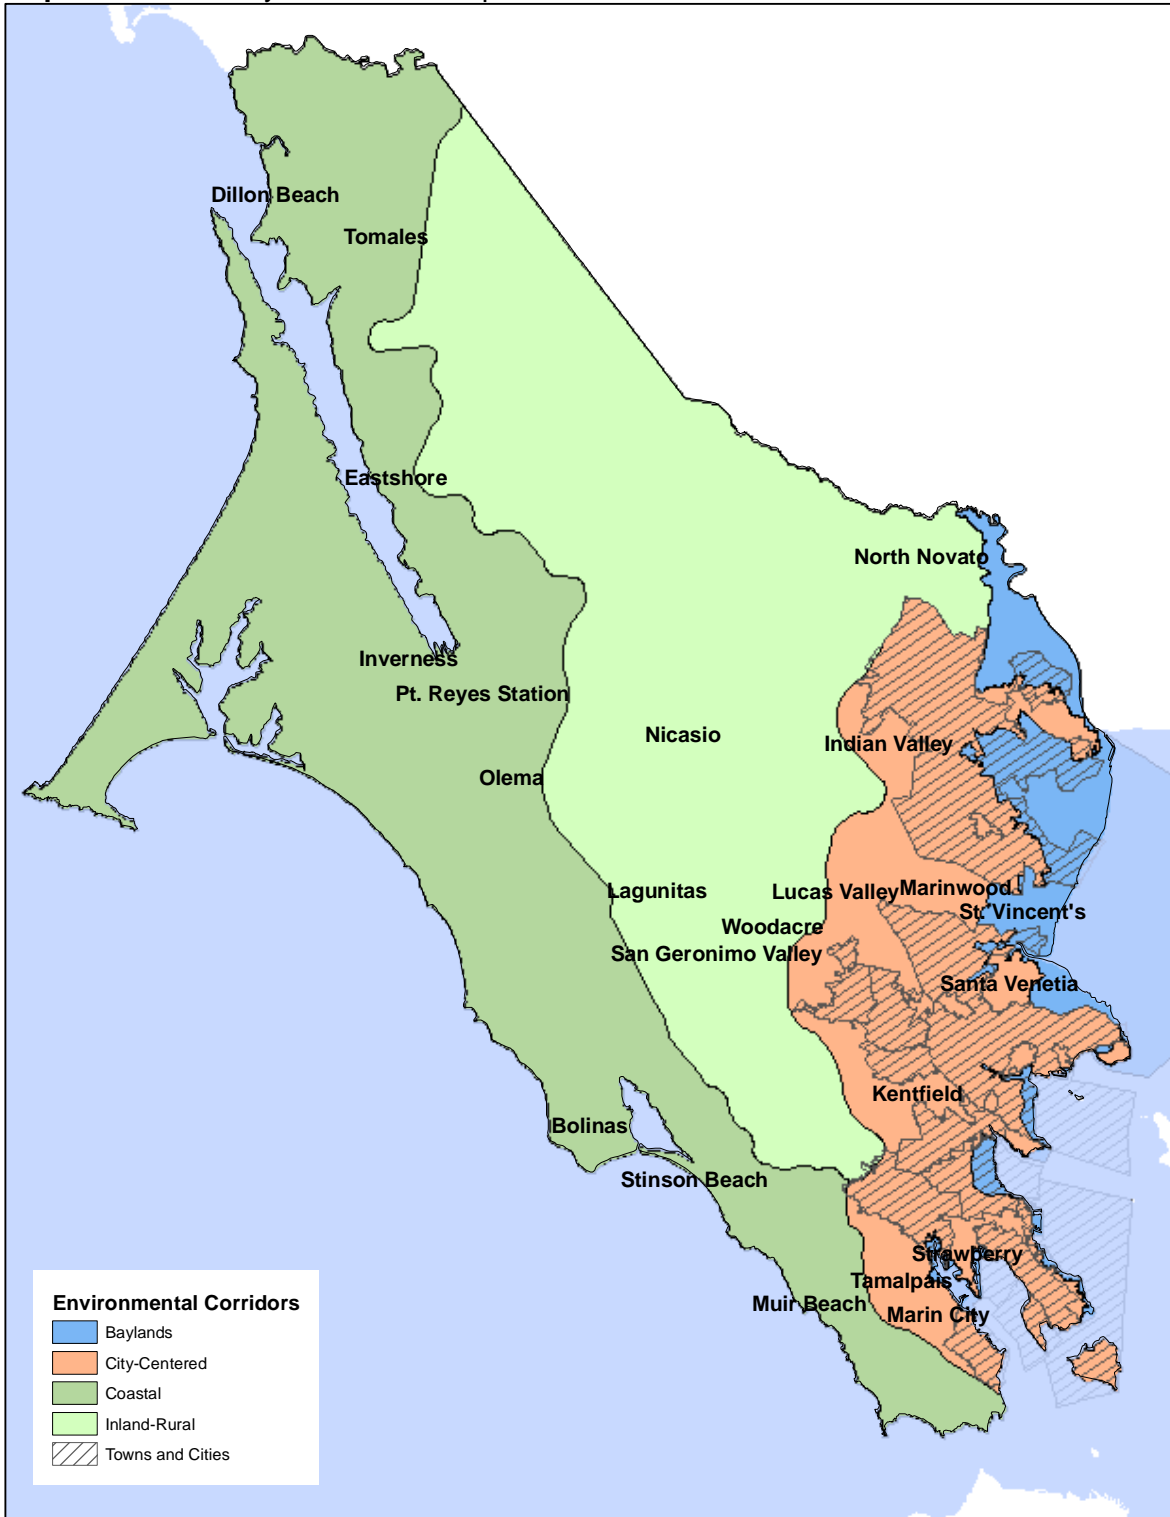 Dillon Beach
Tomales
Eastshore
North Novato
Inverness
Pt. Reyes Station
Nicasio
Indian Valley
Olema
Lagunitas
Lucas Valley
Marinwood
St. Vincent's
Woodacre
San Geronimo Valley
Santa Venetia
Kentfield
Bolinas
Stinson Beach
Strawberry
Tamalpais
Muir Beach
Marin City
Environmental Corridors
Baylands
City-Centered
Coastal
Inland-Rural
Towns and Cities